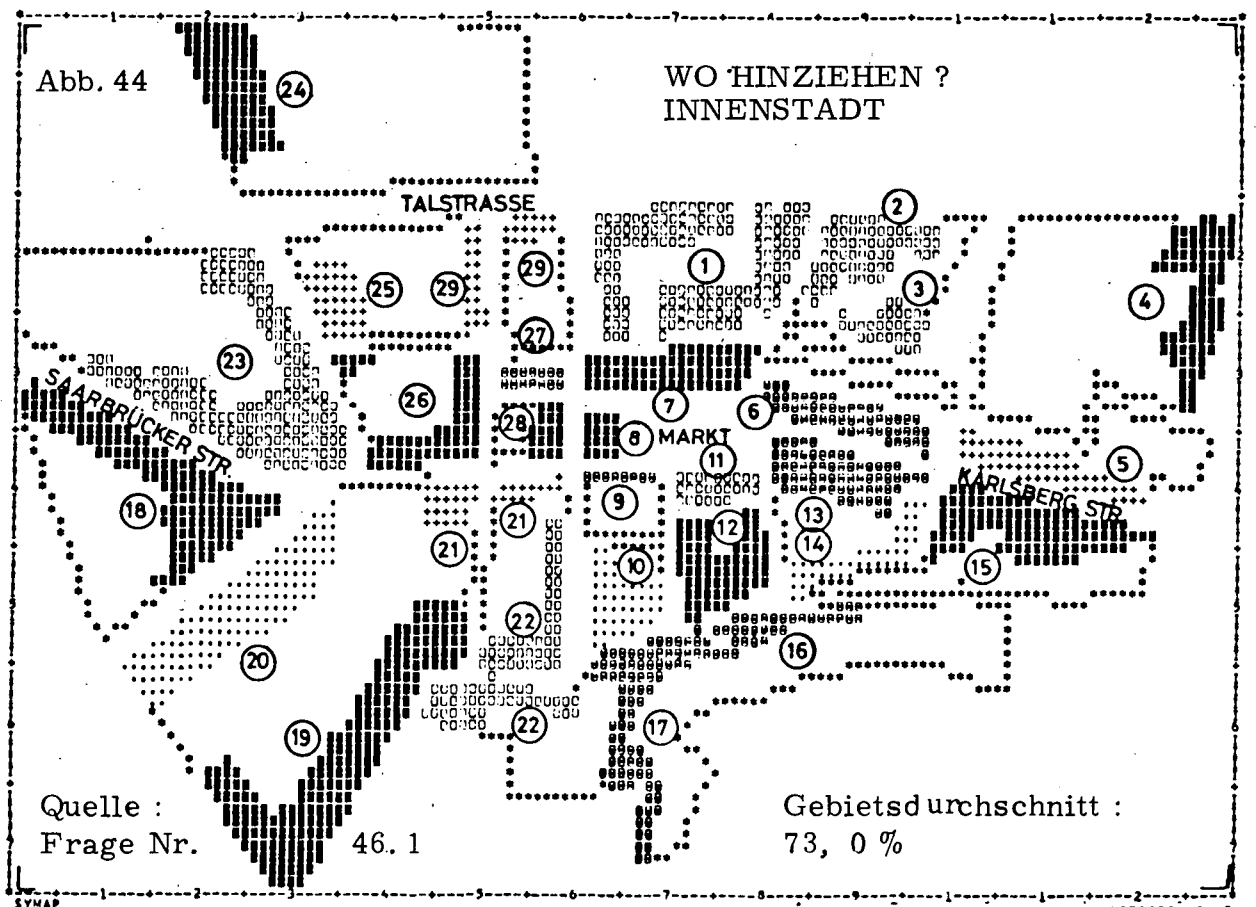 Abb. 44
WO HINZIEHEN ?
INNENSTADT
24
TALSTRASSE
2
1
29
25
29
3
4
27
23
26
SAARBRÜCKER STR.
28
7
6
8
MARKT
11
5
KARLSBERG STR.
18
9
21
12
13
14
21
10
15
20
22
16
19
22
17
Quelle :
Frage Nr. 46. 1
Gebietsdurchschnitt :
73, 0 %
SYMAP